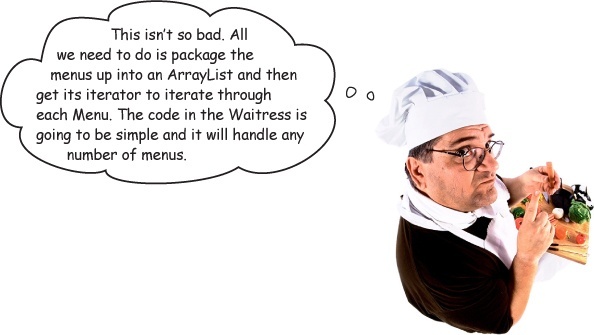 This isn't so bad. All
we need to do is package the
menus up into an ArrayList and then
get its iterator to iterate through
each Menu. The code in the Waitress is
going to be simple and it will handle any
number of menus.